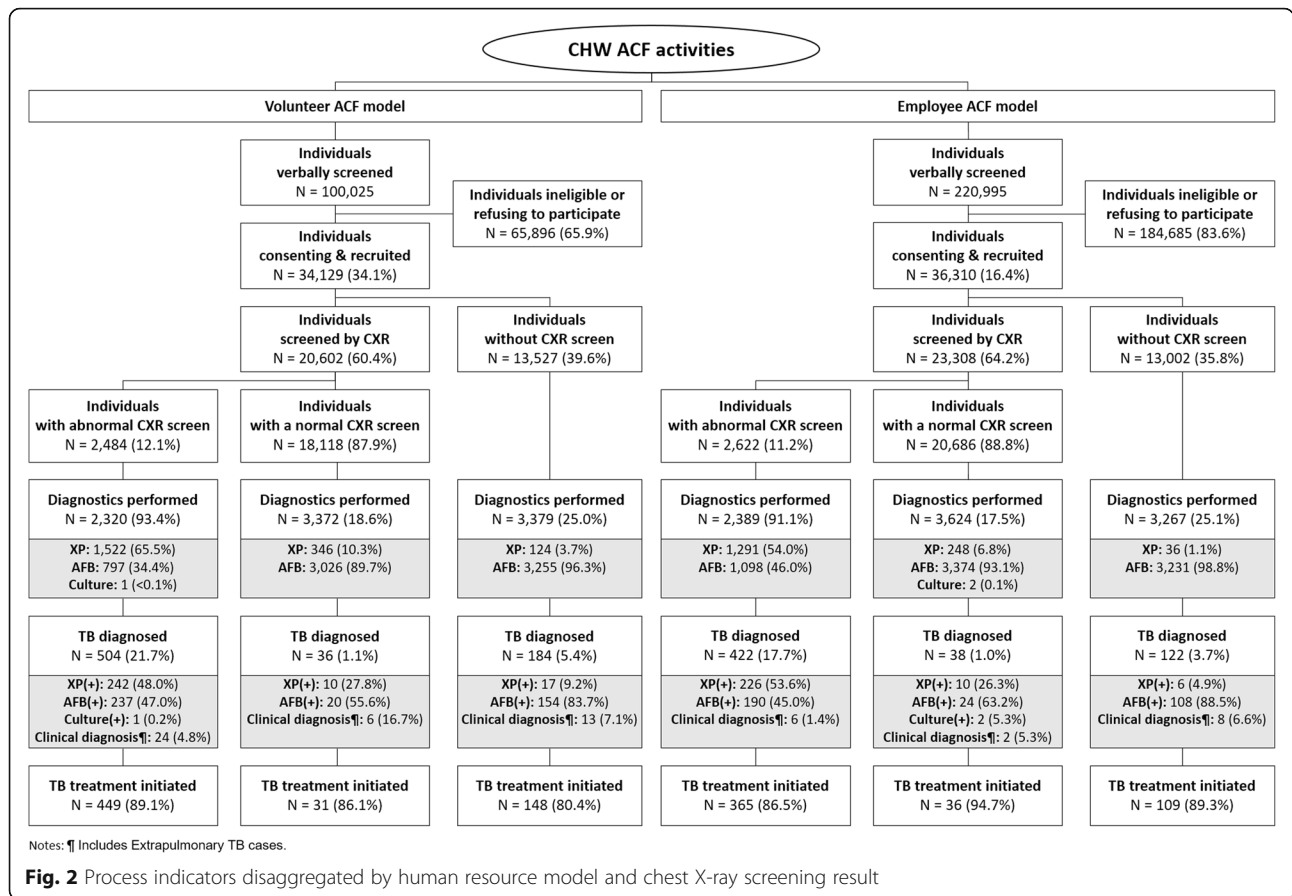 CHW ACF activities
Volunteer ACF model
Employee ACF model
Individuals
verbally screened
N = 100,025
Individuals ineligible or
refusing to participate
N = 65,896 (65.9%)
Individuals
consenting & recruited
N = 34,129 (34.1%)
Individuals
screened by CXR
N = 20,602 (60.4%)
Individuals
without CXR screen
N = 13,527 (39.6%)
Individuals
with abnormal CXR screen
N = 2,484 (12.1%)
Individuals
with a normal CXR screen
N = 18,118 (87.9%)
Diagnostics performed
N = 2,320 (93.4%)
XP: 1,522 (65.5%)
AFB: 797 (34.4%)
Culture: 1 (<0.1%)
Diagnostics performed
N = 3,372 (18.6%)
XP: 346 (10.3%)
AFB: 3,026 (89.7%)
Diagnostics performed
N = 3,379 (25.0%)
XP: 124 (3.7%)
AFB: 3,255 (96.3%)
TB diagnosed
N = 504 (21.7%)
XP(+): 242 (48.0%)
AFB(+): 237 (47.0%)
Culture(+): 1 (0.2%)
Clinical diagnosis¶: 24 (4.8%)
TB diagnosed
N = 36 (1.1%)
XP(+): 10 (27.8%)
AFB(+): 20 (55.6%)
Clinical diagnosis¶: 6 (16.7%)
TB diagnosed
N = 184 (5.4%)
XP(+): 17 (9.2%)
AFB(+): 154 (83.7%)
Clinical diagnosis¶: 13 (7.1%)
TB treatment initiated
N = 449 (89.1%)
TB treatment initiated
N = 31 (86.1%)
TB treatment initiated
N = 148 (80.4%)
Individuals
verbally screened
N = 220,995
Individuals ineligible or
refusing to participate
N = 184,685 (83.6%)
Individuals
consenting & recruited
N = 36,310 (16.4%)
Individuals
screened by CXR
N = 23,308 (64.2%)
Individuals
without CXR screen
N = 13,002 (35.8%)
Individuals
with abnormal CXR screen
N = 2,622 (11.2%)
Individuals
with a normal CXR screen
N = 20,686 (88.8%)
Diagnostics performed
N = 2,389 (91.1%)
XP: 1,291 (54.0%)
AFB: 1,098 (46.0%)
Diagnostics performed
N = 3,624 (17.5%)
XP: 248 (6.8%)
AFB: 3,374 (93.1%)
Culture: 2 (0.1%)
Diagnostics performed
N = 3,267 (25.1%)
XP: 36 (1.1%)
AFB: 3,231 (98.8%)
TB diagnosed
N = 422 (17.7%)
XP(+): 226 (53.6%)
AFB(+): 190 (45.0%)
Clinical diagnosis¶: 6 (1.4%)
TB diagnosed
N = 38 (1.0%)
XP(+): 10 (26.3%)
AFB(+): 24 (63.2%)
Culture(+): 2 (5.3%)
Clinical diagnosis¶: 2 (5.3%)
TB diagnosed
N = 122 (3.7%)
XP(+): 6 (4.9%)
AFB(+): 108 (88.5%)
Clinical diagnosis¶: 8 (6.6%)
TB treatment initiated
N = 365 (86.5%)
TB treatment initiated
N = 36 (94.7%)
TB treatment initiated
N = 109 (89.3%)
Notes: ¶ Includes Extrapulmonary TB cases.
Fig. 2 Process indicators disaggregated by human resource model and chest X-ray screening result